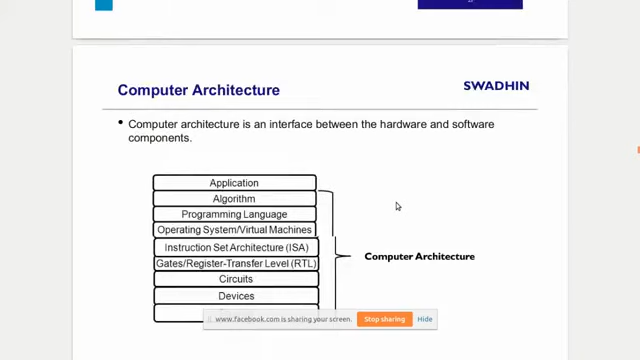 Computer Architecture
SWADHIN
• Computer architecture is an interface between the hardware and software
components.
Application
Algorithm
Programming Language
Operating System/Virtual Machines
Instruction Set Architecture (ISA)
Gates/Register-Transfer Level (RTL)
Circuits
Devices
Computer Architecture
www.facebook.com is sharing your screen.
Stop sharing
Hide